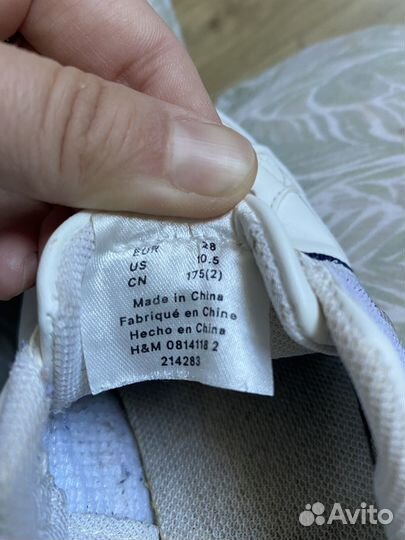 EUR 28
US 10.5
CN 175(2)
Made in China
Fabriqué en Chine
Hecho en China
H&M 0814118 2
214283
Avito